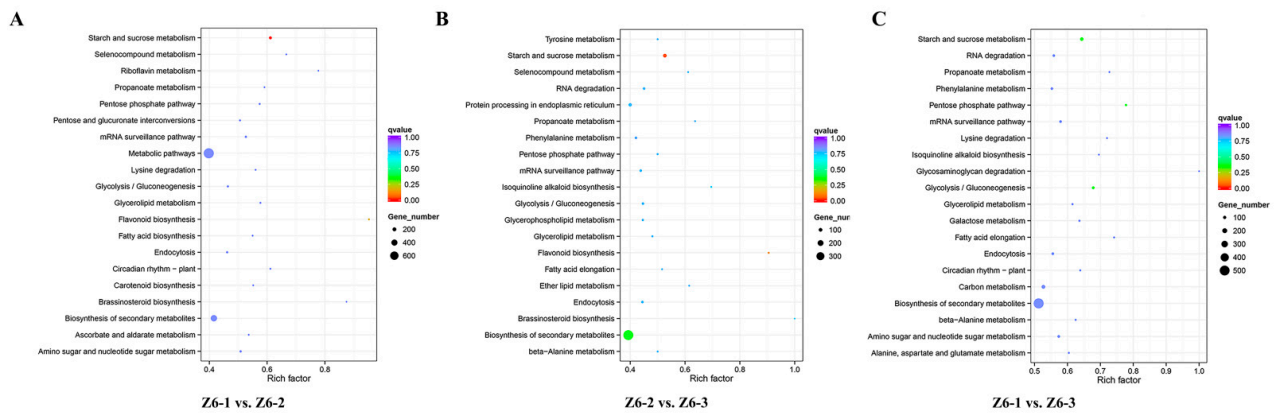 A
Starch and sucrose metabolism
Selenocompound metabolism
Riboflavin metabolism
Propanoate metabolism
Pentose phosphate pathway
Pentose and glucuronate interconversions
mRNA surveillance pathway
Metabolic pathways
Lysine degradation
Glycolysis / Gluconeogenesis
Glycerolipid metabolism
Flavonoid biosynthesis
Fatty acid biosynthesis
Endocytosis
Circadian rhythm − plant
Carotenoid biosynthesis
Brassinosteroid biosynthesis
Biosynthesis of secondary metabolites
Ascorbate and aldarate metabolism
Amino sugar and nucleotide sugar metabolism
0.4 0.6 0.8
Rich factor
qvalue
1.00
0.75
0.50
0.25
0.00
Gene_number
200
400
600
Z6-1 vs. Z6-2
B
Tyrosine metabolism
Starch and sucrose metabolism
Selenocompound metabolism
RNA degradation
Protein processing in endoplasmic reticulum
Propanoate metabolism
Phenylalanine metabolism
Pentose phosphate pathway
mRNA surveillance pathway
Isoquinoline alkaloid biosynthesis
Glycolysis / Gluconeogenesis
Glycerophospholipid metabolism
Glycerolipid metabolism
Flavonoid biosynthesis
Fatty acid elongation
Ether lipid metabolism
Endocytosis
Brassinosteroid biosynthesis
Biosynthesis of secondary metabolites
beta−Alanine metabolism
0.4 0.6 0.8 1.0
Rich factor
qvalue
1.00
0.75
0.50
0.25
0.00
Gene_nun
100
200
300
Z6-2 vs. Z6-3
C
Starch and sucrose metabolism
RNA degradation
Propanoate metabolism
Phenylalanine metabolism
Pentose phosphate pathway
mRNA surveillance pathway
Lysine degradation
Isoquinoline alkaloid biosynthesis
Glycosaminoglycan degradation
Glycolysis / Gluconeogenesis
Glycerolipid metabolism
Galactose metabolism
Fatty acid elongation
Endocytosis
Circadian rhythm − plant
Carbon metabolism
Biosynthesis of secondary metabolites
beta−Alanine metabolism
Amino sugar and nucleotide sugar metabolism
Alanine, aspartate and glutamate metabolism
0.5 0.6 0.7 0.8 0.9 1.0
Rich factor
qvalue
1.00
0.75
0.50
0.25
0.00
Gene_number
100
200
300
400
500
Z6-1 vs. Z6-3